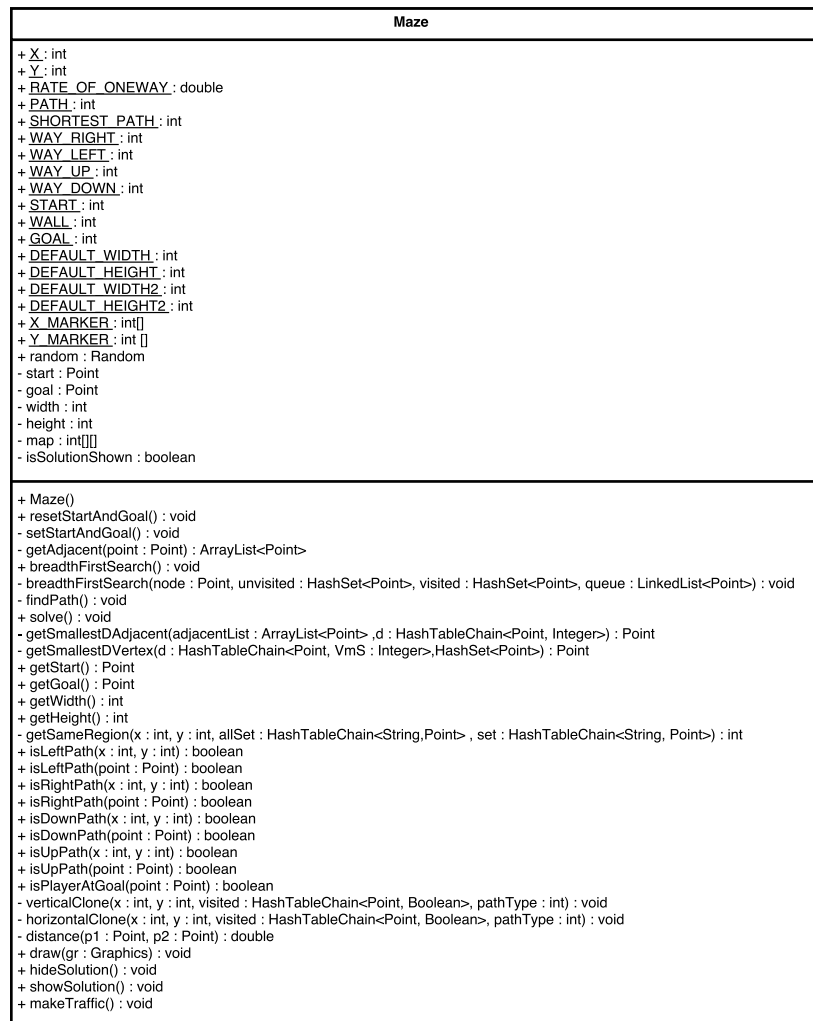 Maze
+ X : int
+ Y : int
+ RATE_OF_ONEWAY : double
+ PATH : int
+ SHORTEST_PATH : int
+ WAY_RIGHT : int
+ WAY_LEFT : int
+ WAY_UP : int
+ WAY_DOWN : int
+ START : int
+ WALL : int
+ GOAL : int
+ DEFAULT_WIDTH : int
+ DEFAULT_HEIGHT : int
+ DEFAULT_WIDTH2 : int
+ DEFAULT_HEIGHT2 : int
+ X_MARKER : int[]
+ Y_MARKER : int []
+ random : Random
- start : Point
- goal : Point
- width : int
- height : int
- map : int[][]
- isSolutionShown : boolean
+ Maze()
+ resetStartAndGoal() : void
- setStartAndGoal() : void
- getAdjacent(point : Point) : ArrayList<Point>
+ breadthFirstSearch() : void
- breadthFirstSearch(node : Point, unvisited : HashSet<Point>, visited : HashSet<Point>, queue : LinkedList<Point>) : void
- findPath() : void
+ solve() : void
- getSmallestDAdjacent(adjacentList : ArrayList<Point> ,d : HashTableChain<Point, Integer>) : Point
- getSmallestDVertex(d : HashTableChain<Point, VmS : Integer>,HashSet<Point>) : Point
+ getStart() : Point
+ getGoal() : Point
+ getWidth() : int
+ getHeight() : int
- getSameRegion(x : int, y : int, allSet : HashTableChain<String,Point> , set : HashTableChain<String, Point>) : int
+ isLeftPath(x : int, y : int) : boolean
+ isLeftPath(point : Point) : boolean
+ isRightPath(x : int, y : int) : boolean
+ isRightPath(point : Point) : boolean
+ isDownPath(x : int, y : int) : boolean
+ isDownPath(point : Point) : boolean
+ isUpPath(x : int, y : int) : boolean
+ isUpPath(point : Point) : boolean
+ isPlayerAtGoal(point : Point) : boolean
- verticalClone(x : int, y : int, visited : HashTableChain<Point, Boolean>, pathType : int) : void
- horizontalClone(x : int, y : int, visited : HashTableChain<Point, Boolean>, pathType : int) : void
- distance(p1 : Point, p2 : Point) : double
+ draw(gr : Graphics) : void
+ hideSolution() : void
+ showSolution() : void
+ makeTraffic() : void